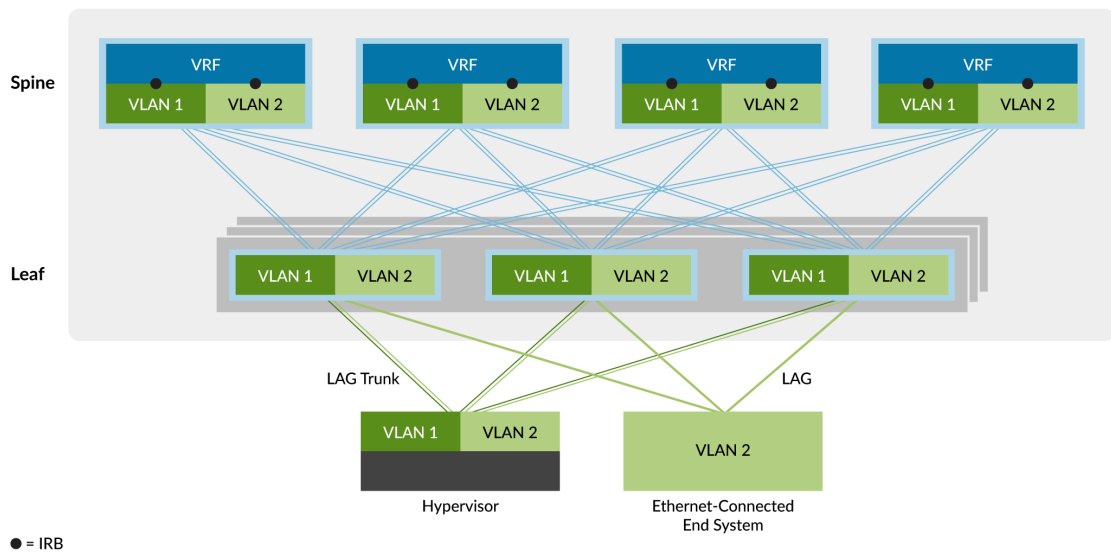 VRF
VRF
VRF
VRF
Spine
VLAN 1 VLAN 2
VLAN 1 VLAN 2
VLAN 1 VLAN 2
VLAN 1 VLAN 2
Leaf
VLAN 1 VLAN 2
VLAN 1 VLAN 2
VLAN 1 VLAN 2
LAG Trunk
LAG
VLAN 1 VLAN 2
VLAN 2
Hypervisor
Ethernet-Connected
End System
= IRB